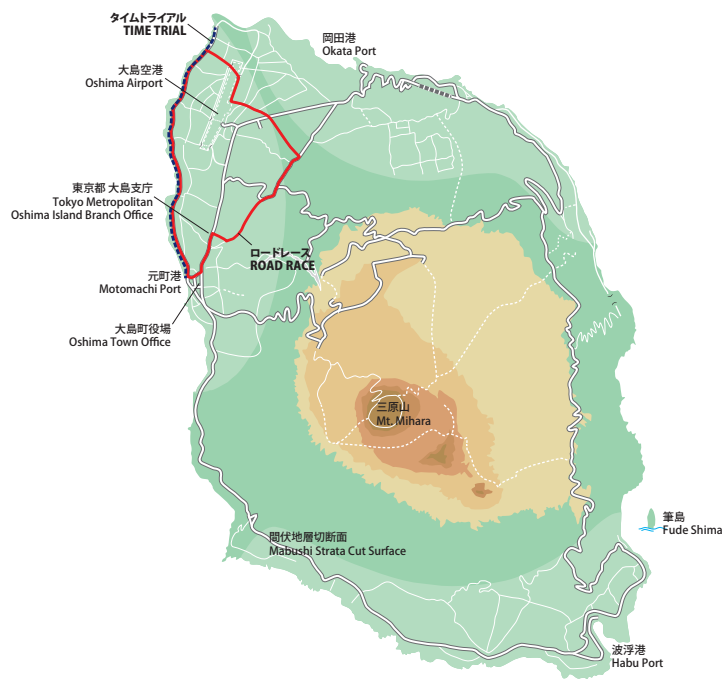 タイムトライアル
TIME TRIAL
岡田港
Okata Port
大島空港
Oshima Airport
東京都 大島支庁
Tokyo Metropolitan
Oshima Island Branch Office
ロードレース
ROAD RACE
元町港
Motomachi Port
大島町役場
Oshima Town Office
三原山
Mt. Mihara
筆島
Fude Shima
間伏地層切断面
Mabushi Strata Cut Surface
波浮港
Habu Port